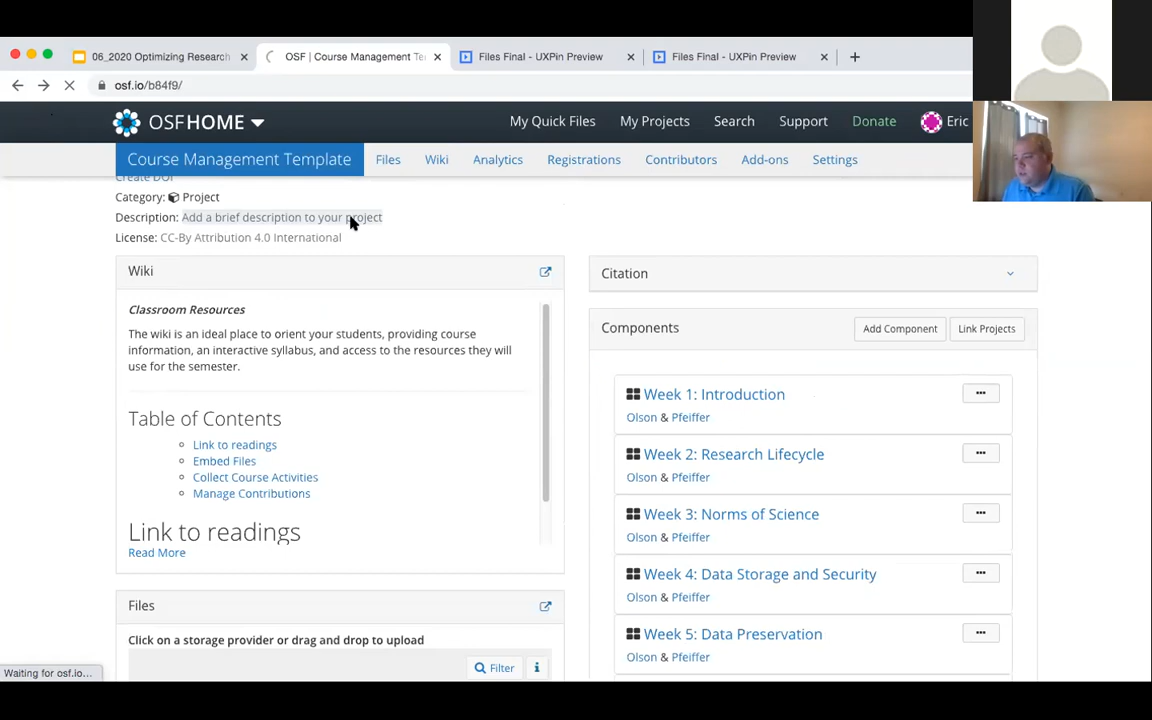 06_2020 Optimizing Research
OSF | Course Management Te
Files Final - UXPin Preview
Files Final - UXPin Preview
osf.io/b84f9/
OSFHOME
My Quick Files
My Projects
Search
Support
Donate
Eric
Course Management Template
Files
Wiki
Analytics
Registrations
Contributors
Add-ons
Settings
Create DOI
Category: Project
Description: Add a brief description to your project
License: CC-By Attribution 4.0 International
Wiki
Classroom Resources
The wiki is an ideal place to orient your students, providing course
information, an interactive syllabus, and access to the resources they will
use for the semester.
Table of Contents
Link to readings
Embed Files
Collect Course Activities
Manage Contributions
Link to readings
Read More
Files
Click on a storage provider or drag and drop to upload
Filter
Citation
Components
Add Component
Link Projects
Week 1: Introduction
Olson & Pfeiffer
Week 2: Research Lifecycle
Olson & Pfeiffer
Week 3: Norms of Science
Olson & Pfeiffer
Week 4: Data Storage and Security
Olson & Pfeiffer
Week 5: Data Preservation
Olson & Pfeiffer
Waiting for osf.io...